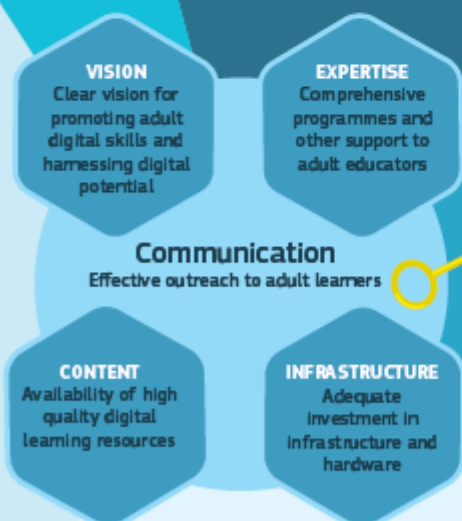 VISION
Clear vision for
promoting adult
digital skills and
harnessing digital
potential
EXPERTISE
Comprehensive
programmes and
other support to
adult educators
Communication
Effective outreach to adult learners
CONTENT
Availability of high
quality digital
learning resources
INFRASTRUCTURE
Adequate
investment in
infrastructure and
hardware